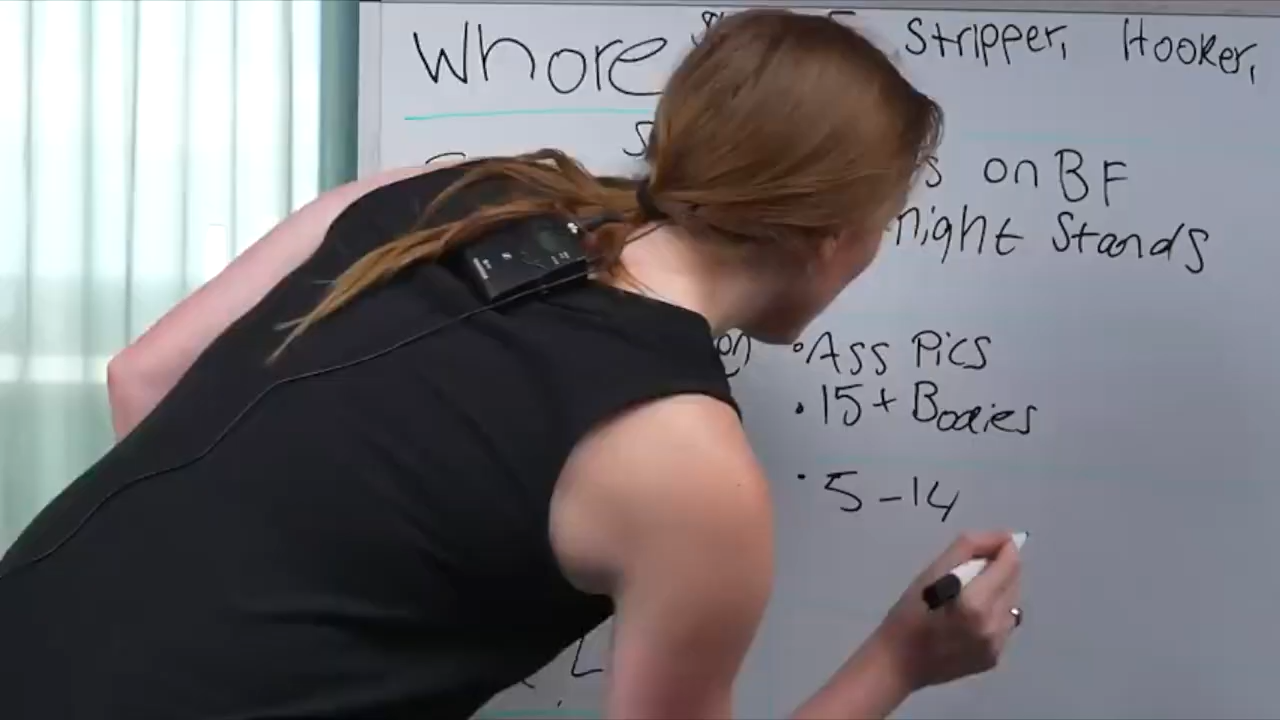 Whore Stripper, Hooker,
on BF
night Stands
• Ass Pics
• 15+ Bodies
• 5-14